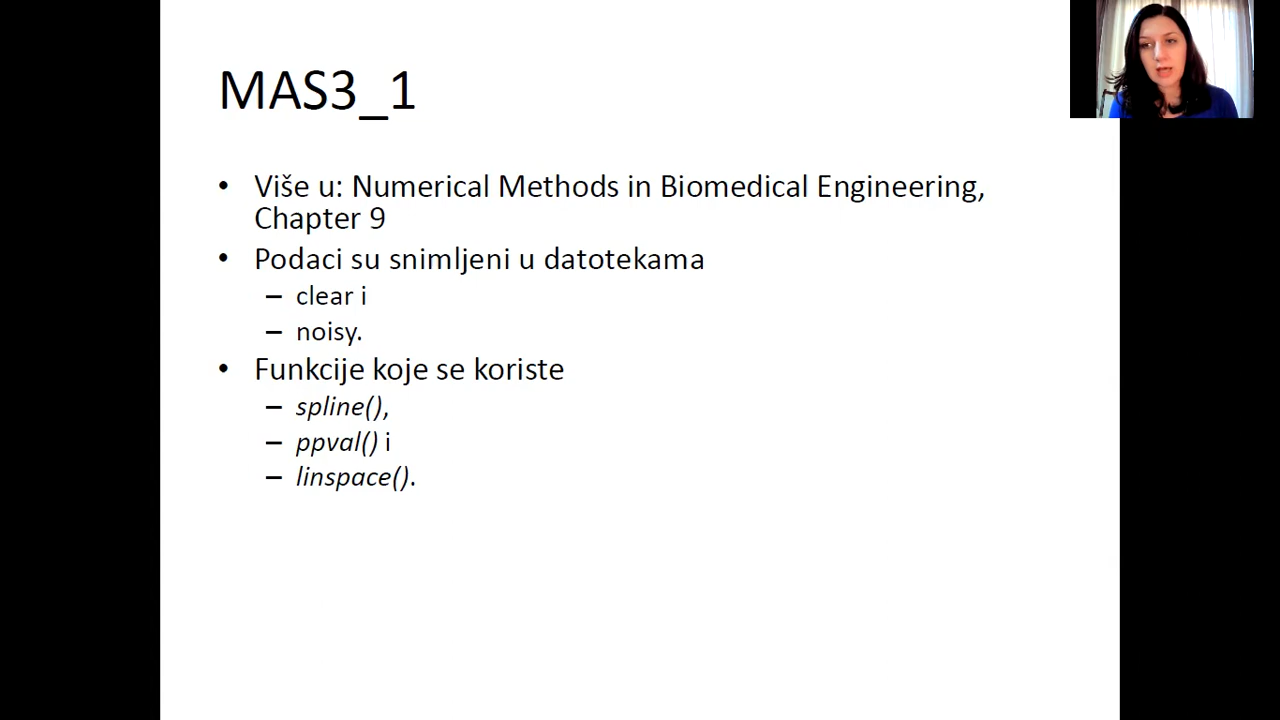 MAS3_1
• Više u: Numerical Methods in Biomedical Engineering,
Chapter 9
• Podaci su snimljeni u datotekama
– clear i
– noisy.
• Funkcije koje se koriste
– spline(),
– ppval() i
– linspace().